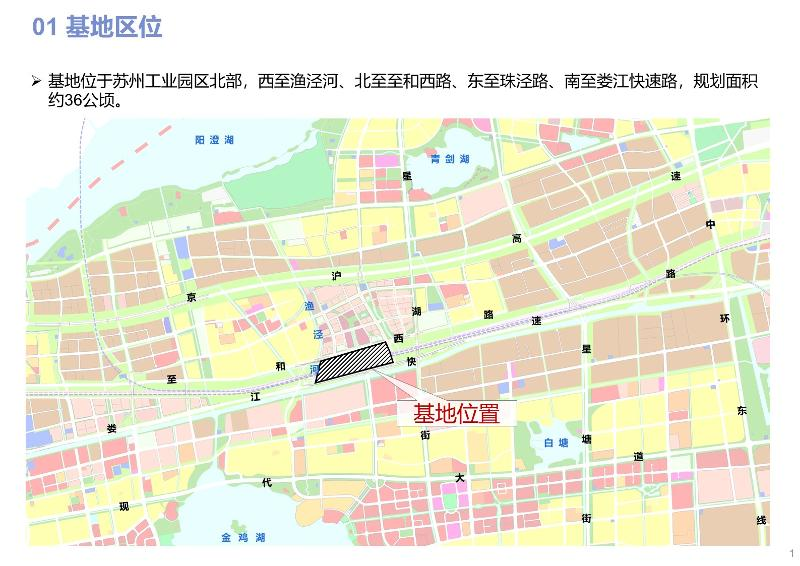 01 基地区位
➢ 基地位于苏州工业园区北部，西至渔泾河、北至至和西路、东至珠泾路、南至娄江快速路，规划面积
约36公顷。
阳澄湖
青剑湖
星
速
中
高
沪
路
京
渔
湖
路
速
环
泾
西
星
和
河
快
至
江
基地位置
东
娄
街
白塘
塘
道
代
大
现
街
线
金鸡湖
1